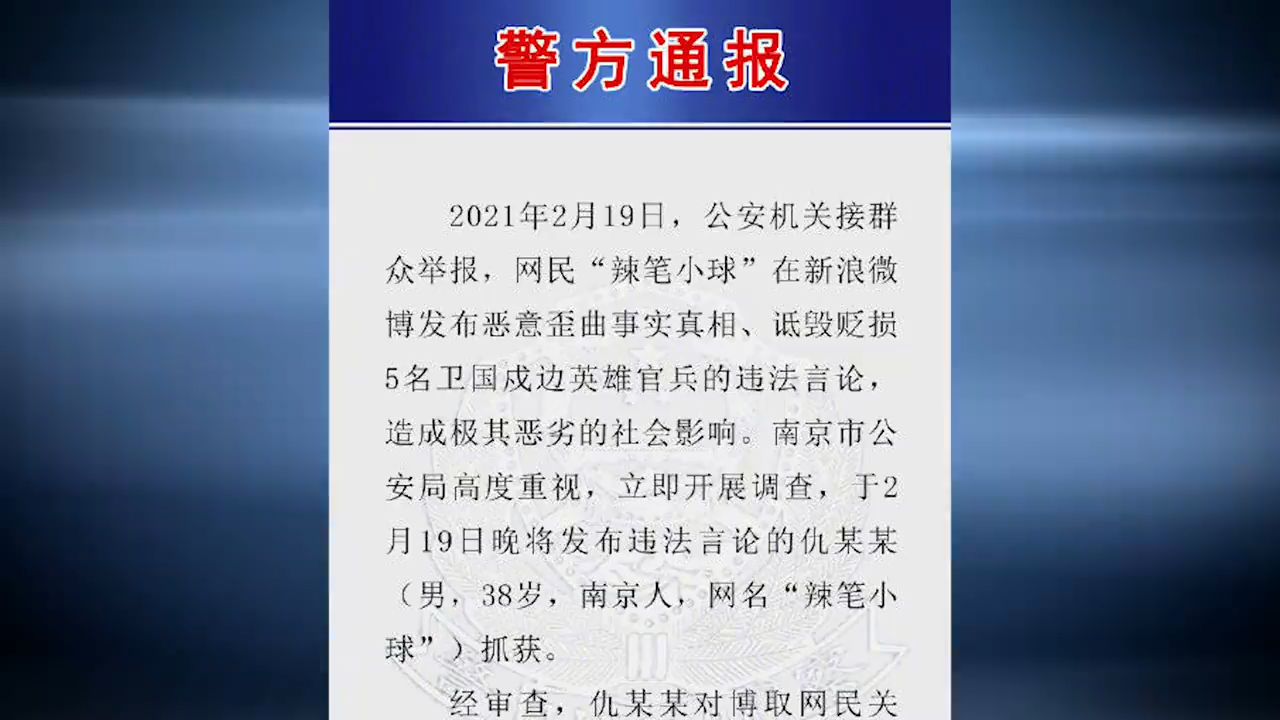 警方通报
2021年2月19日，公安机关接群
众举报，网民“辣笔小球”在新浪微
博发布恶意歪曲事实真相、诋毁贬损
5名卫国戍边英雄官兵的违法言论，
造成极其恶劣的社会影响。南京市公
安局高度重视，立即开展调查，于2
月19日晚将发布违法言论的仇某某
（男，38岁，南京人，网名“辣笔小
球”）抓获。
经审查，仇某某对博取网民关